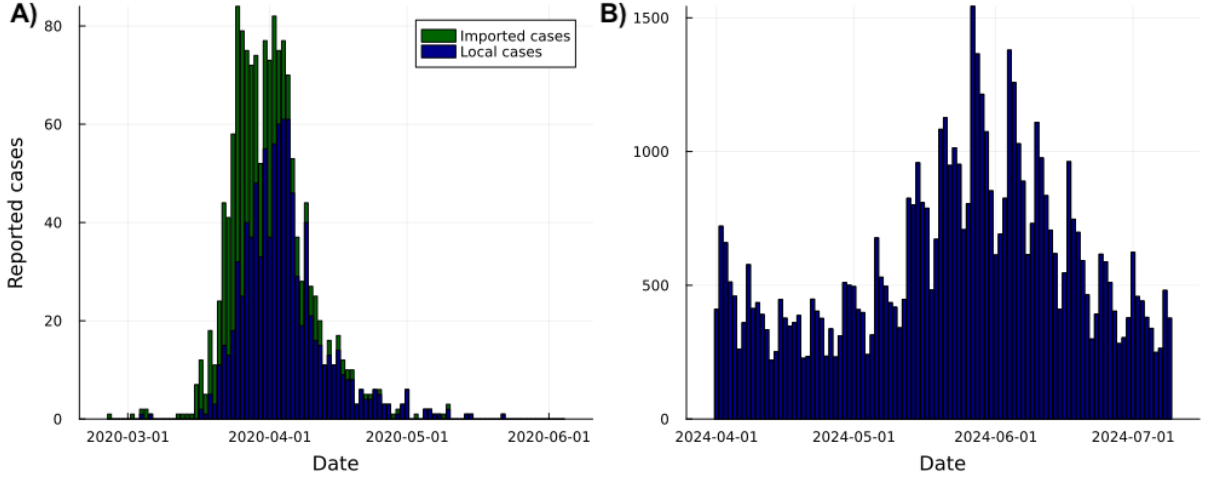 A)
Reported cases
80
60
40
20
0
Imported cases
Local cases
2020-03-01 2020-04-01 2020-05-01 2020-06-01
Date
B)
1500
1000
500
0
2024-04-01 2024-05-01 2024-06-01 2024-07-01
Date